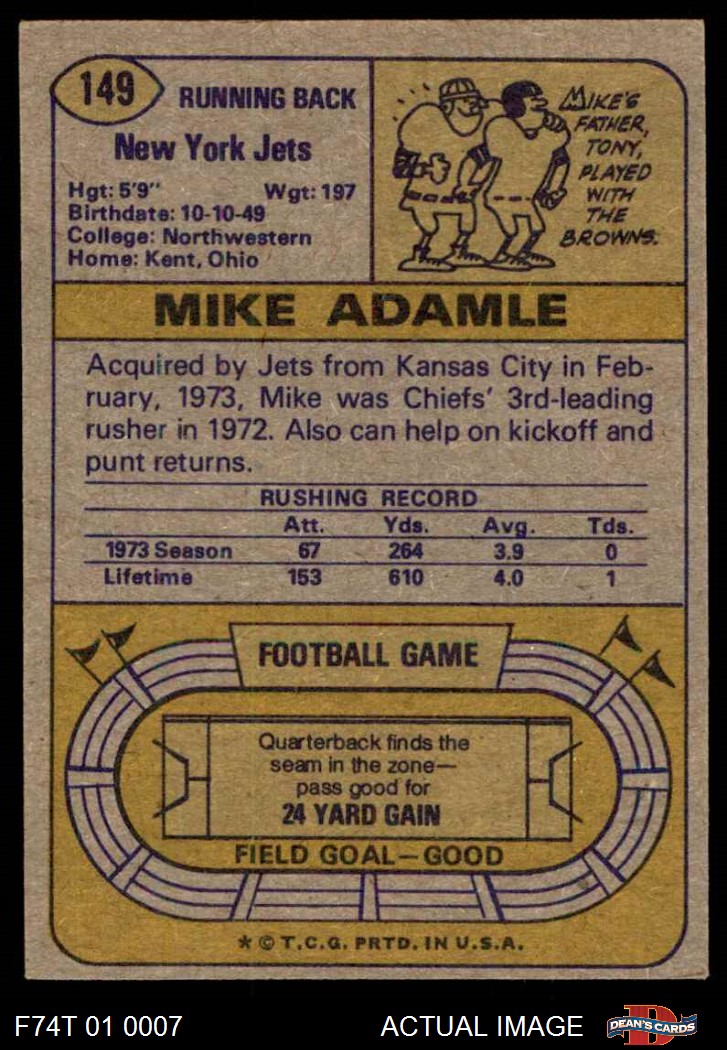 149
RUNNING BACK
New York Jets
Hgt: 5'9" Wgt: 197
Birthdate: 10-10-49
College: Northwestern
Home: Kent, Ohio
MIKE'S
FATHER,
TONY,
PLAYED
WITH
THE
BROWNS.
MIKE ADAMLE
Acquired by Jets from Kansas City in Feb-
ruary, 1973, Mike was Chiefs' 3rd-leading
rusher in 1972. Also can help on kickoff and
punt returns.
RUSHING RECORD
Att. Yds. Avg. Tds.
1973 Season 67 264 3.9 0
Lifetime 153 610 4.0 1
FOOTBALL GAME
Quarterback finds the
seam in the zone—
pass good for
24 YARD GAIN
FIELD GOAL—GOOD
* © T.C.G. PRTD. IN U.S.A.
F74T 01 0007 ACTUAL IMAGE
D
DEAN'S CARDS